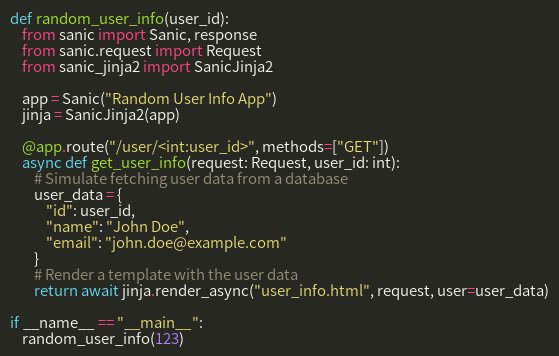 def random_user_info(user_id):
    from sanic import Sanic, response
    from sanic.request import Request
    from sanic_jinja2 import SanicJinja2

    app = Sanic("Random User Info App")
    jinja = SanicJinja2(app)

    @app.route("/user/<int:user_id>", methods=["GET"])
    async def get_user_info(request: Request, user_id: int):
        # Simulate fetching user data from a database
        user_data = {
            "id": user_id,
            "name": "John Doe",
            "email": "john.doe@example.com"
        }
        # Render a template with the user data
        return await jinja.render_async("user_info.html", request, user=user_data)

if __name__ == "__main__":
    random_user_info(123)